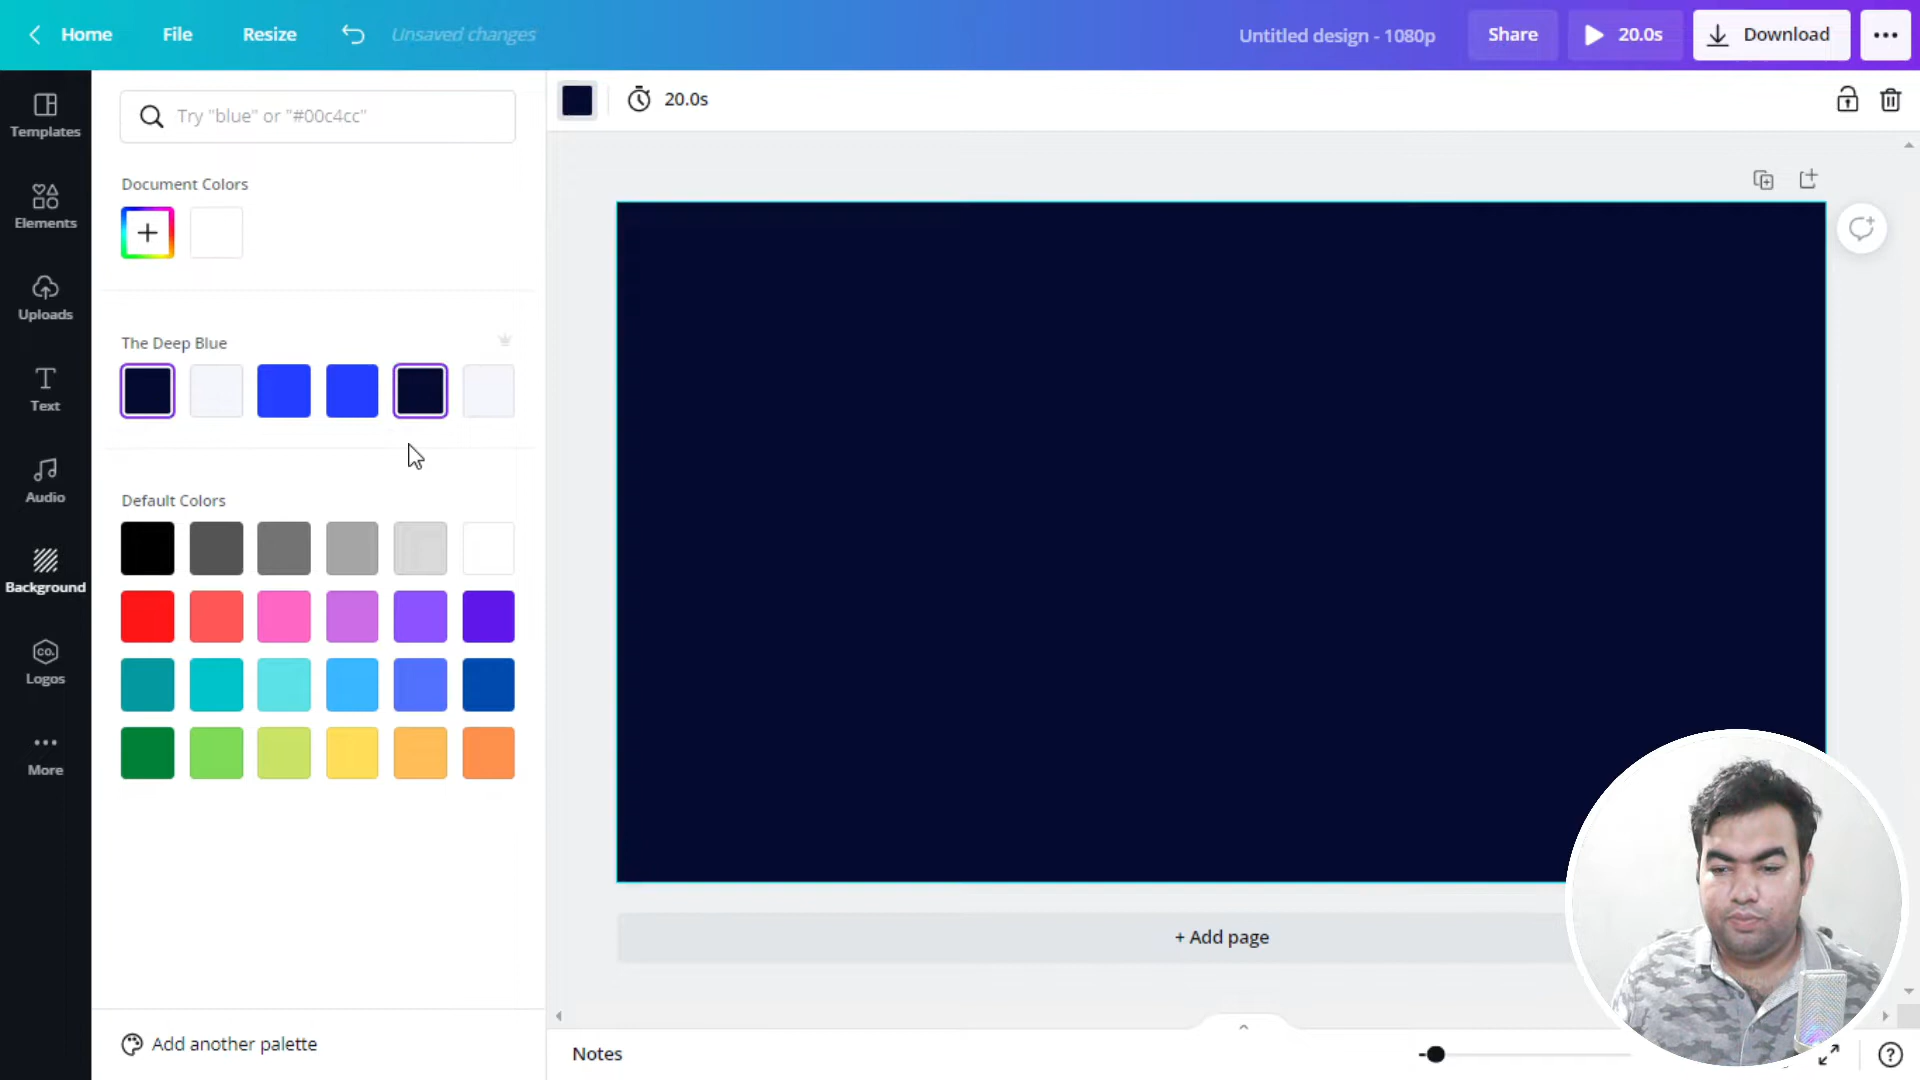 Home
File
Resize
Unsaved changes
Untitled design - 1080p
Share
20.0s
Download
Templates
Elements
Uploads
Text
Audio
Background
CO.
Logos
More
Try "blue" or "#00c4cc"
Document Colors
The Deep Blue
Default Colors
Add another palette
20.0s
+ Add page
Notes